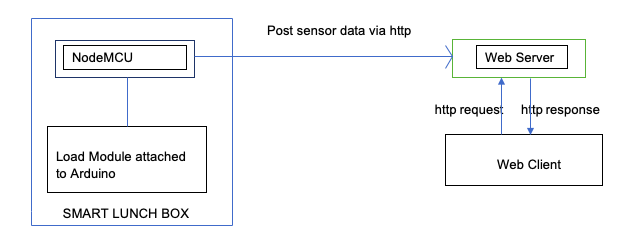 Post sensor data via http
NodeMCU
Web Server
http request
http response
Load Module attached
to Arduino
Web Client
SMART LUNCH BOX